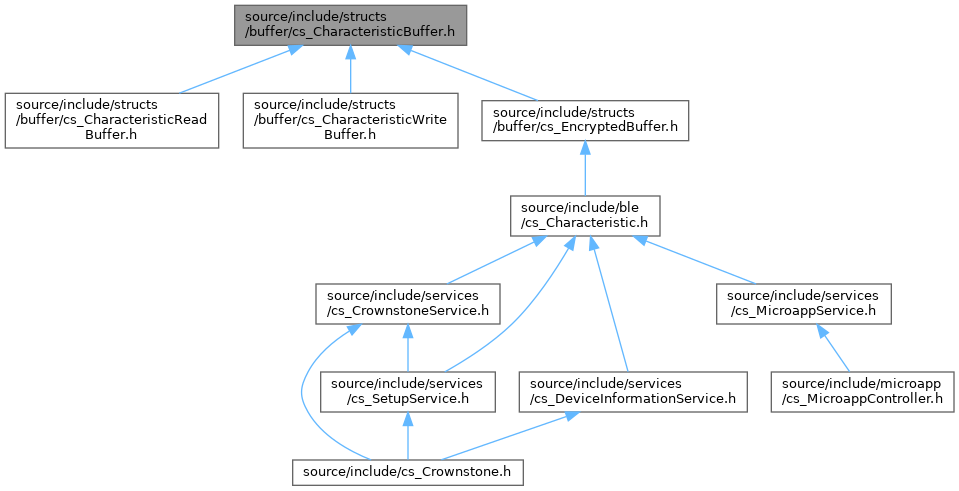 source/include/structs
/buffer/cs_CharacteristicBuffer.h
source/include/structs
/buffer/cs_CharacteristicRead
Buffer.h
source/include/structs
/buffer/cs_CharacteristicWrite
Buffer.h
source/include/structs
/buffer/cs_EncryptedBuffer.h
source/include/ble
/cs_Characteristic.h
source/include/services
/cs_CrownstoneService.h
source/include/services
/cs_MicroappService.h
source/include/services
/cs_SetupService.h
source/include/services
/cs_DeviceInformationService.h
source/include/microapp
/cs_MicroappController.h
source/include/cs_Crownstone.h